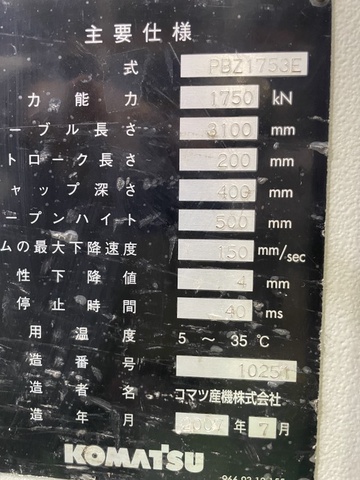 主要仕様
式 PBZ1753E
力能力 1750 kN
ーブル長さ 3100 mm
トローク長さ 200 mm
ャップ深さ 400 mm
ープンハイト 500 mm
ムの最大下降速度 150 mm/sec
性下降値 4 mm
停止時間 40 ms
用温度 5 ～ 35℃
造番号 10251
造者名 コマツ産機株式会社
造年月 年 7 月
KOMATSU